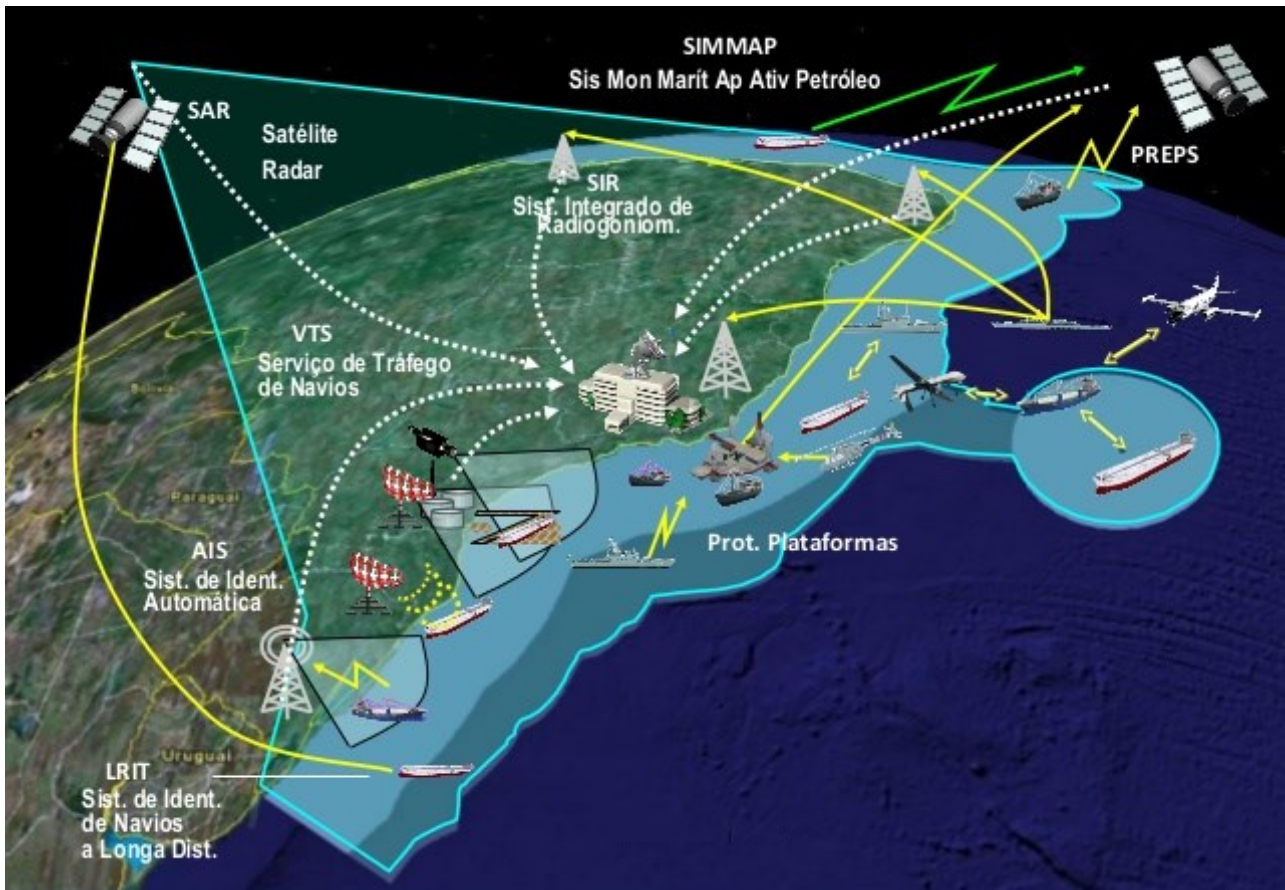 SIMMAP
Sis Mon Marít Ap Ativ Petróleo
SAR
Satélite
Radar
PREPS
SIR
Sist. Integrado de
Radiogoniom.
VTS
Serviço de Tráfego
de Navios
Bolivia
Paraguai
AIS
Sist. de Ident.
Automática
Prot. Plataformas
Uruguai
LRIT
Sist. de Ident.
de Navios
a Longa Dist.